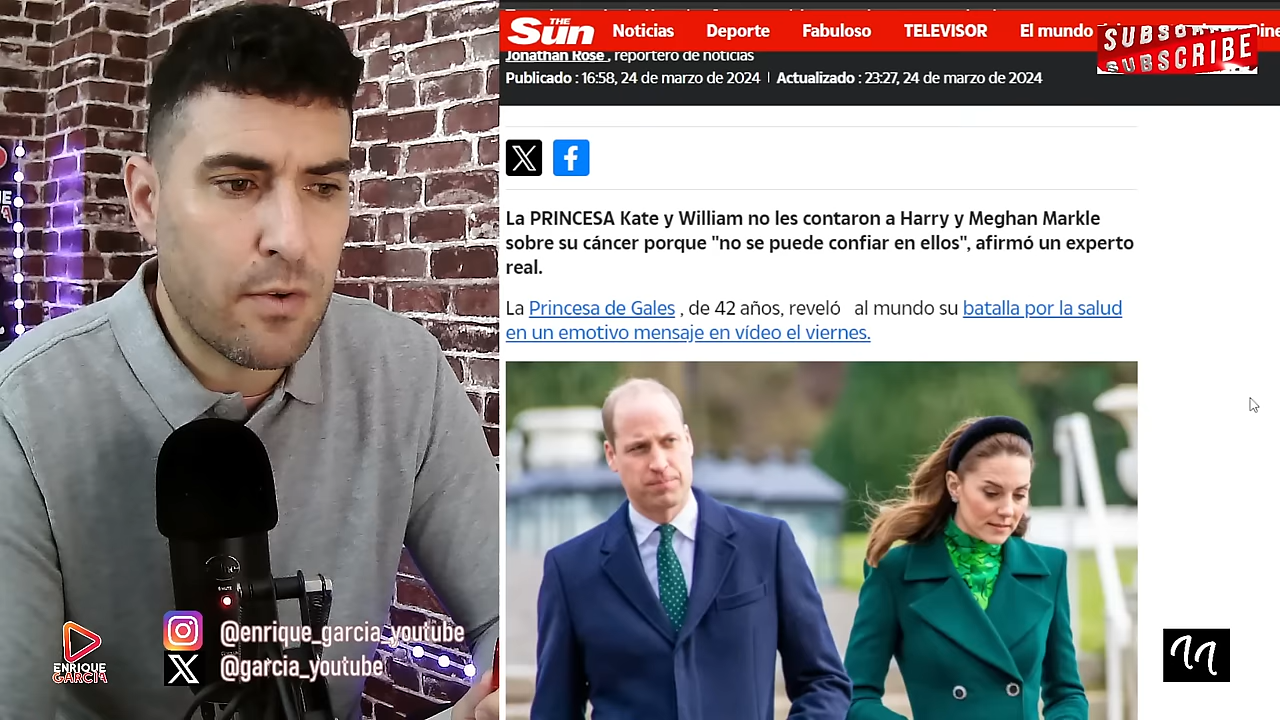 THE
Sun
Noticias
Deporte
Fabuloso
TELEVISOR
El mundo
SUBSCRIBE
SUBSCRIBE
Jonathan Rose , reportero de noticias
Publicado : 16:58, 24 de marzo de 2024 | Actualizado : 23:27, 24 de marzo de 2024
La PRINCESA Kate y William no les contaron a Harry y Meghan Markle
sobre su cáncer porque "no se puede confiar en ellos", afirmó un experto
real.
La Princesa de Gales , de 42 años, reveló al mundo su batalla por la salud
en un emotivo mensaje en vídeo el viernes.
@enrique_garcia_youtube
@garcia_youtube
ENRIQUE
GARCIA